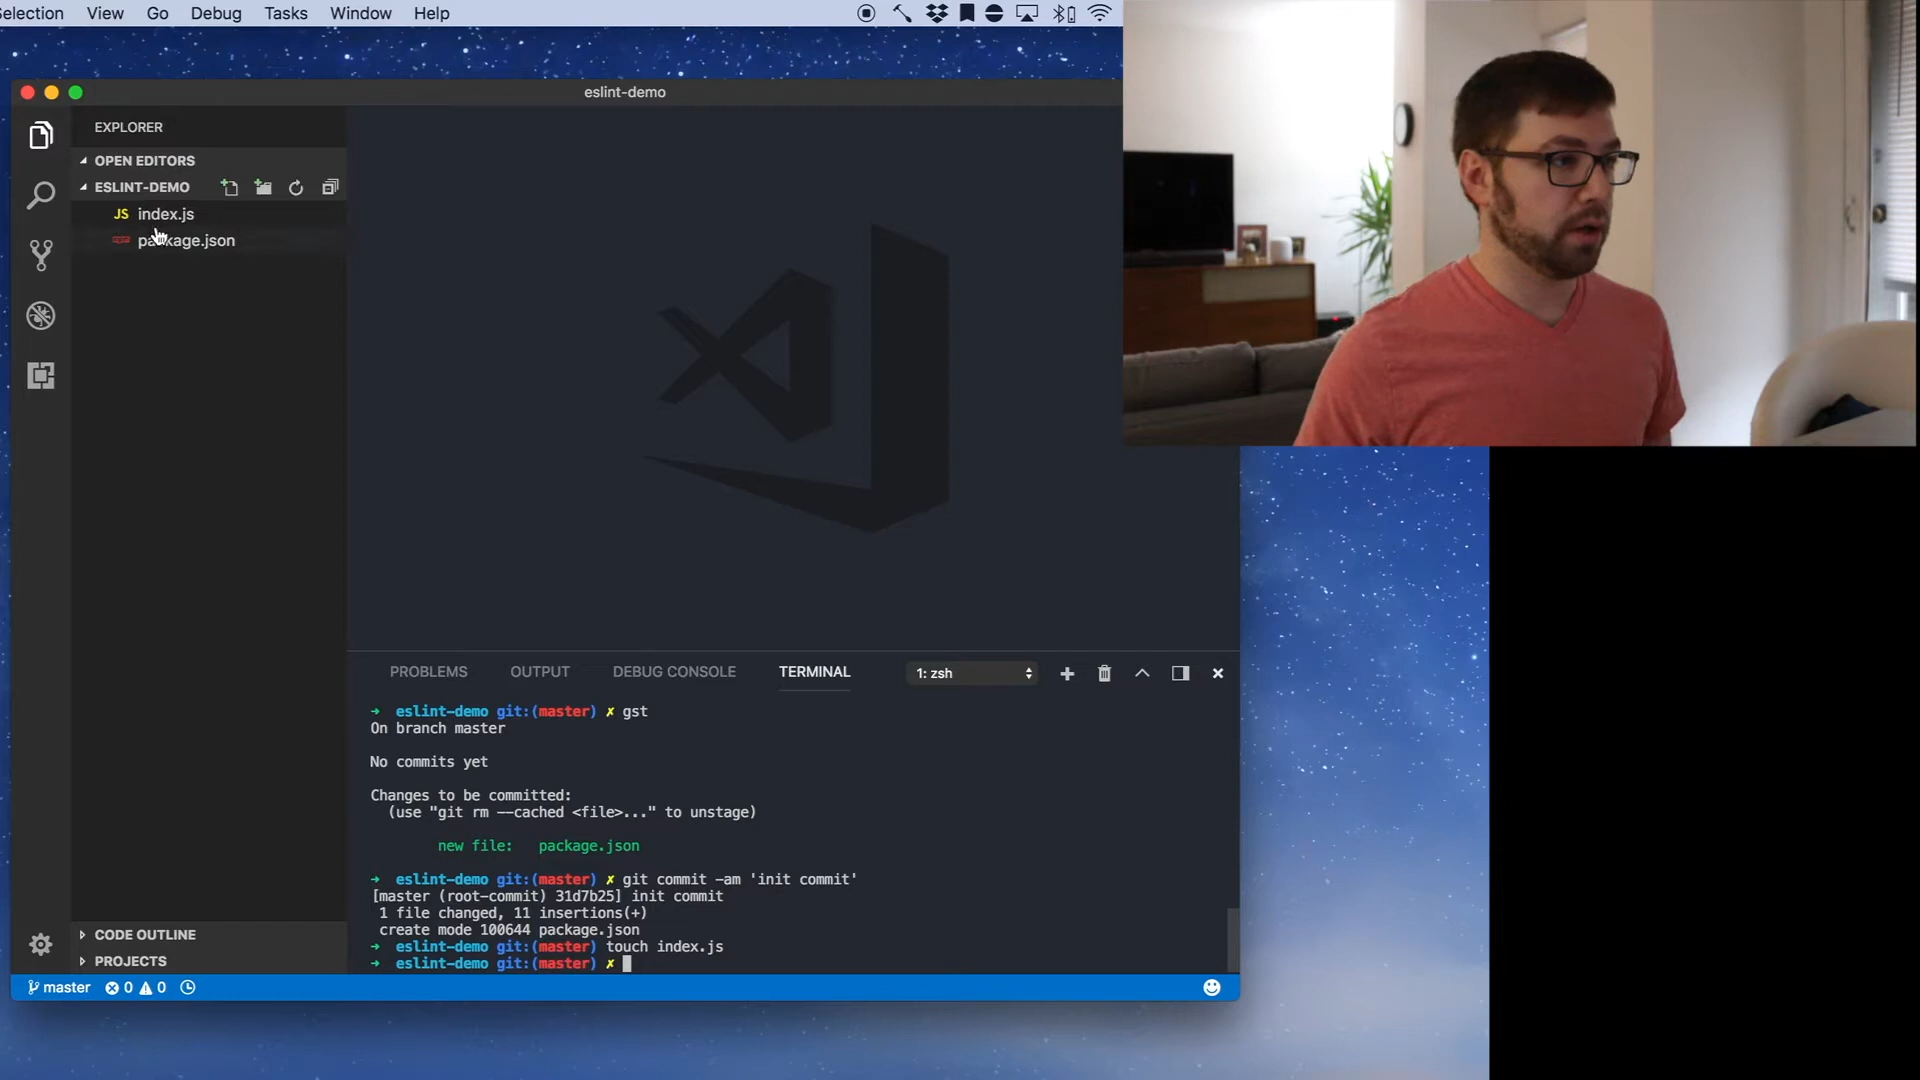 Selection View Go Debug Tasks Window Help
eslint-demo
EXPLORER
OPEN EDITORS
ESLINT-DEMO
JS index.js
package.json
CODE OUTLINE
PROJECTS
PROBLEMS OUTPUT DEBUG CONSOLE TERMINAL 1: zsh
➜ eslint-demo git:(master) ✗ gst
On branch master
No commits yet
Changes to be committed:
(use "git rm --cached <file>..." to unstage)
new file: package.json
➜ eslint-demo git:(master) ✗ git commit -am 'init commit'
[master (root-commit) 31d7b25] init commit
1 file changed, 11 insertions(+)
create mode 100644 package.json
➜ eslint-demo git:(master) touch index.js
➜ eslint-demo git:(master) ✗
master 0 0